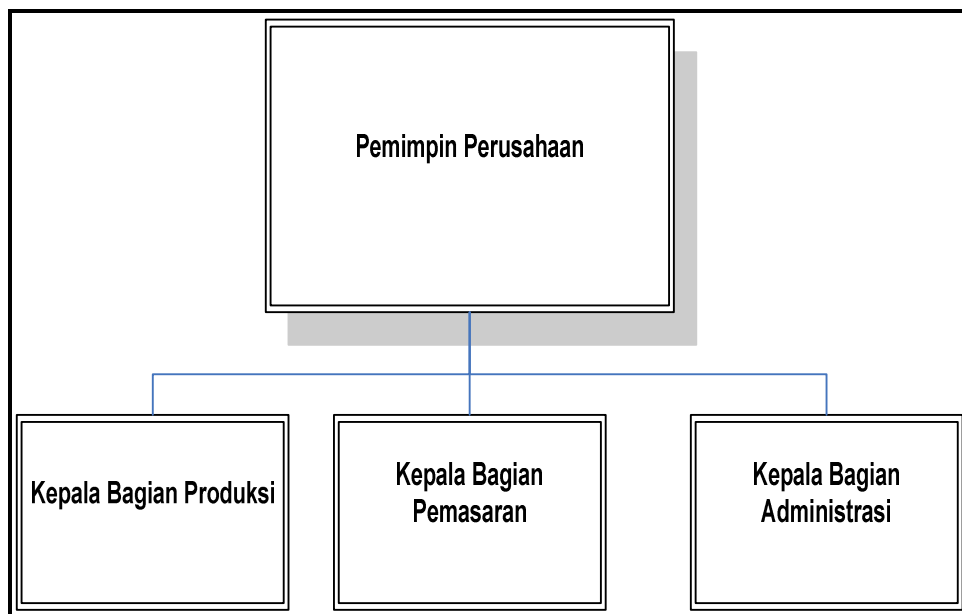 Pemimpin Perusahaan
Kepala Bagian Produksi
Kepala Bagian
Pemasaran
Kepala Bagian
Administrasi